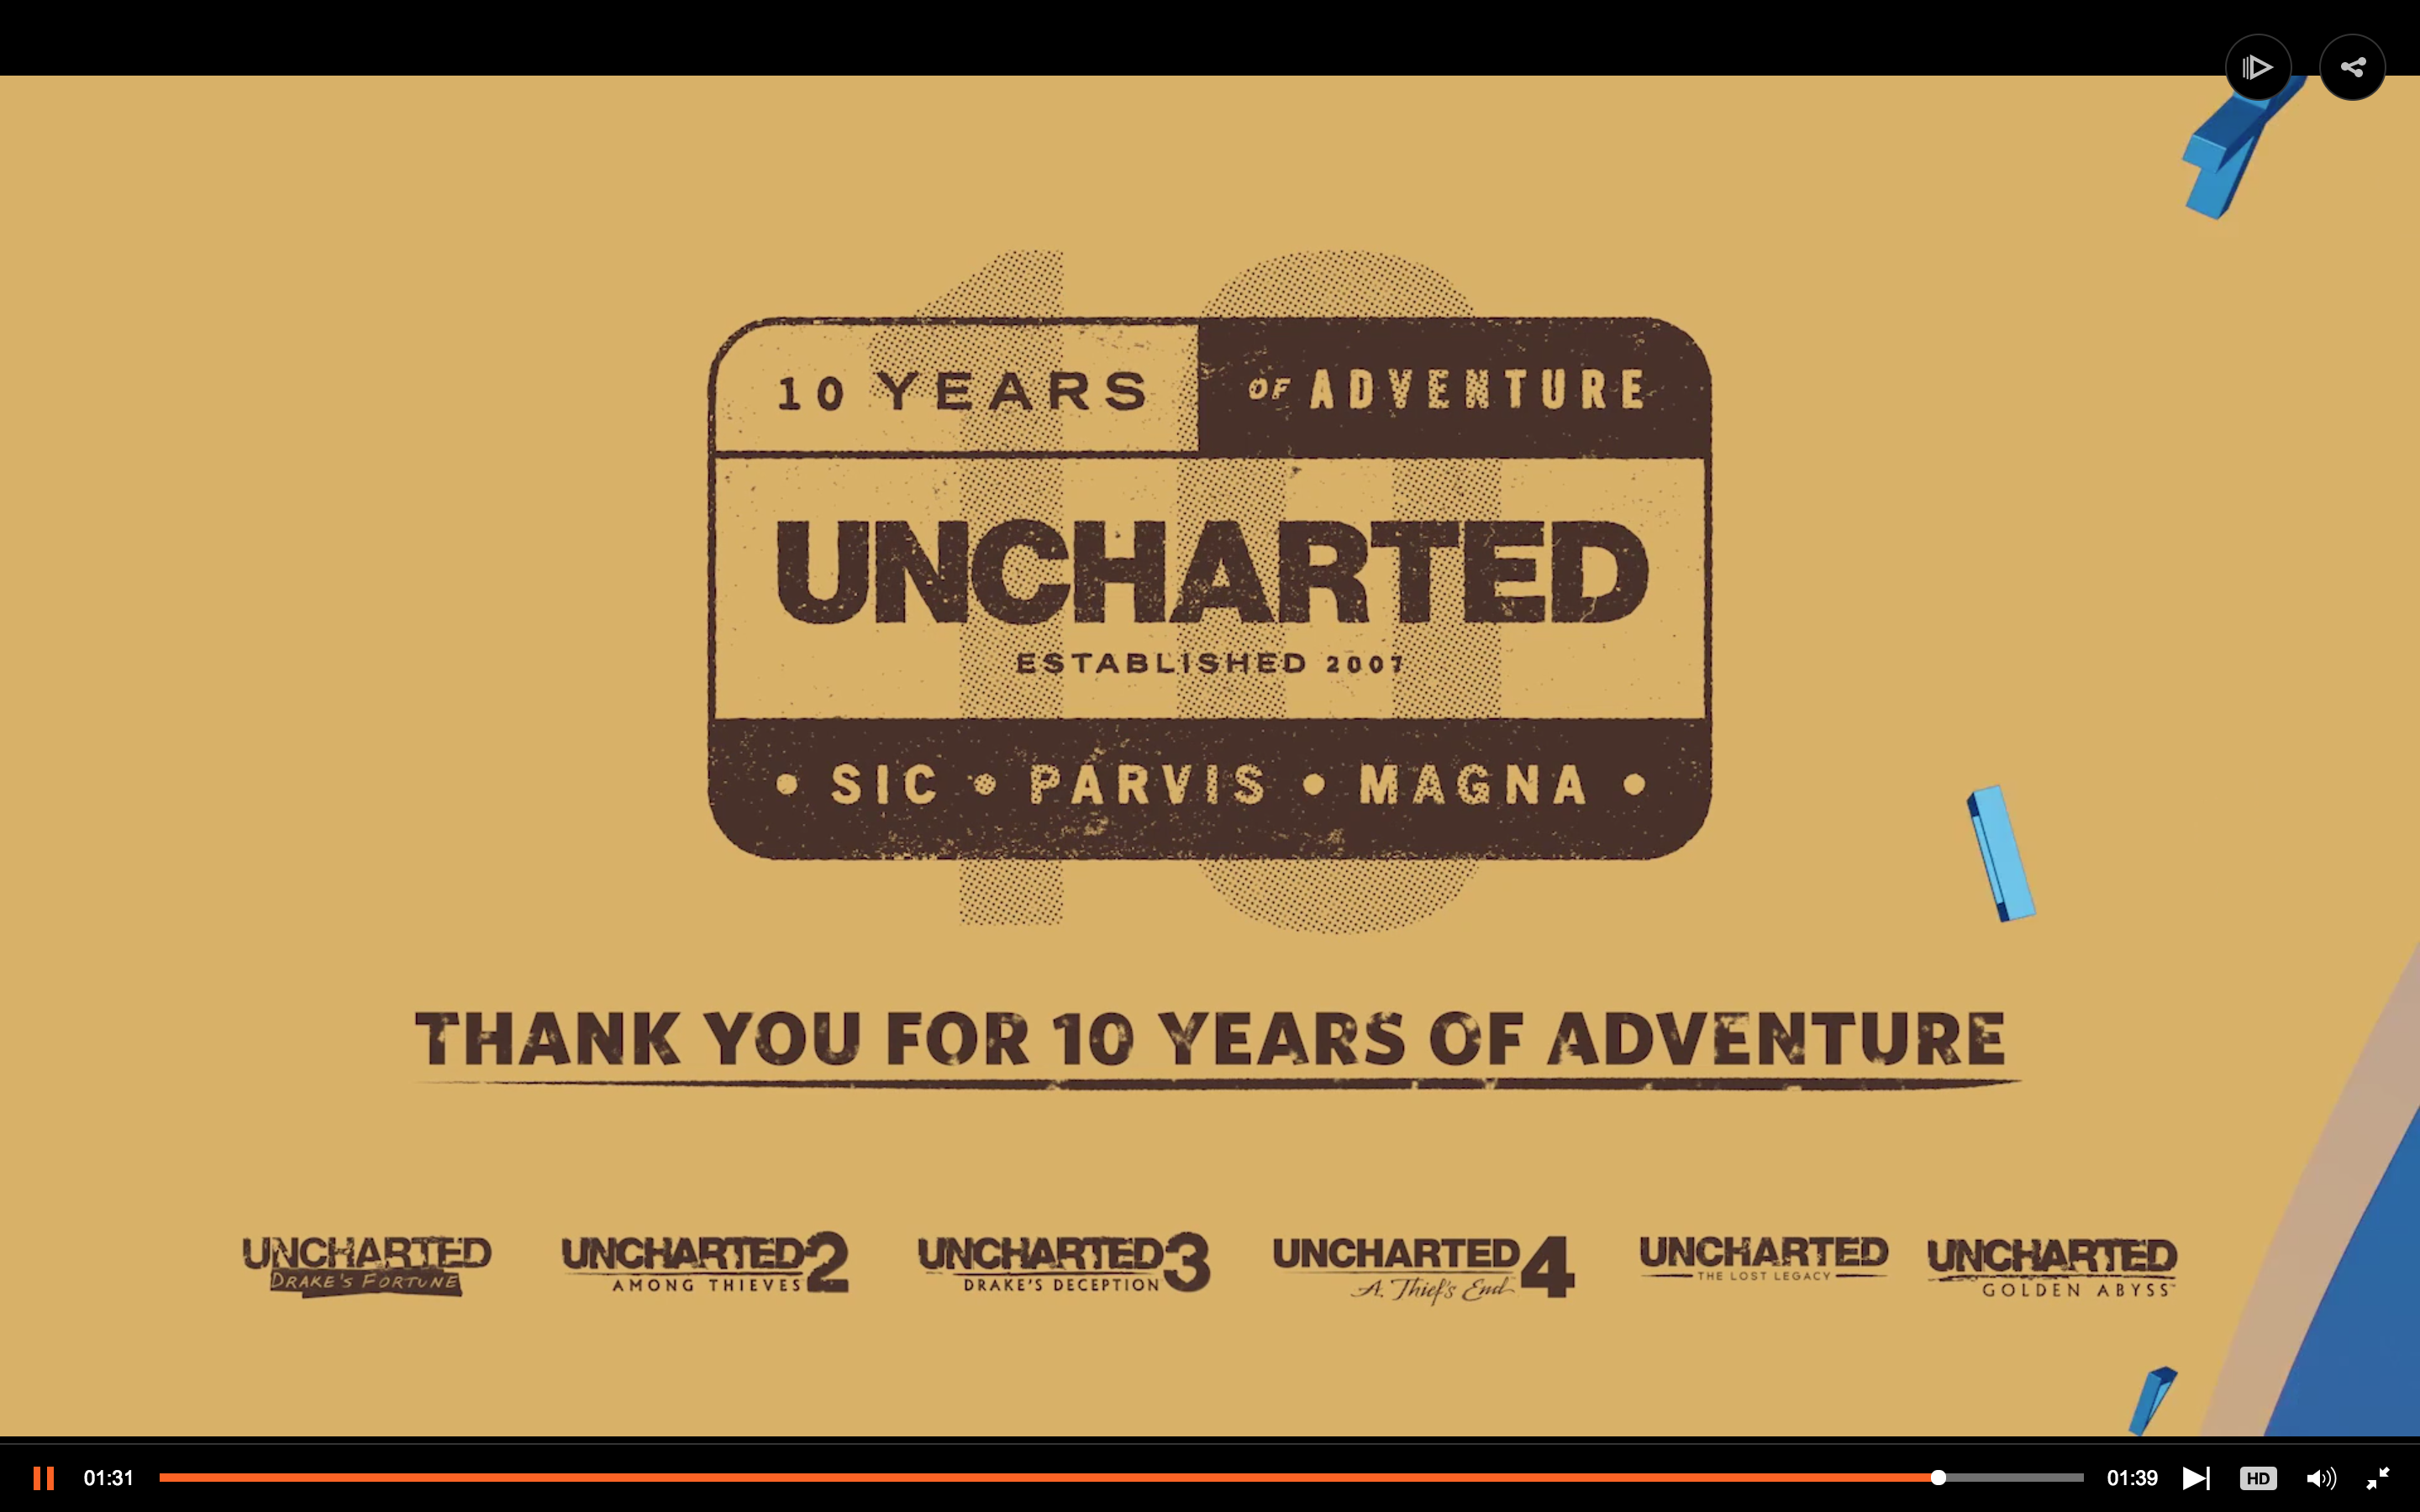 10 YEARS OF ADVENTURE
UNCHARTED
ESTABLISHED 2007
• SIC • PARVIS • MAGNA •
THANK YOU FOR 10 YEARS OF ADVENTURE
UNCHARTED
DRAKE'S FORTUNE
UNCHARTED 2
AMONG THIEVES
UNCHARTED 3
DRAKE'S DECEPTION
UNCHARTED 4
A Thief's End
UNCHARTED
THE LOST LEGACY
UNCHARTED
GOLDEN ABYSS™
01:31
01:39
HD